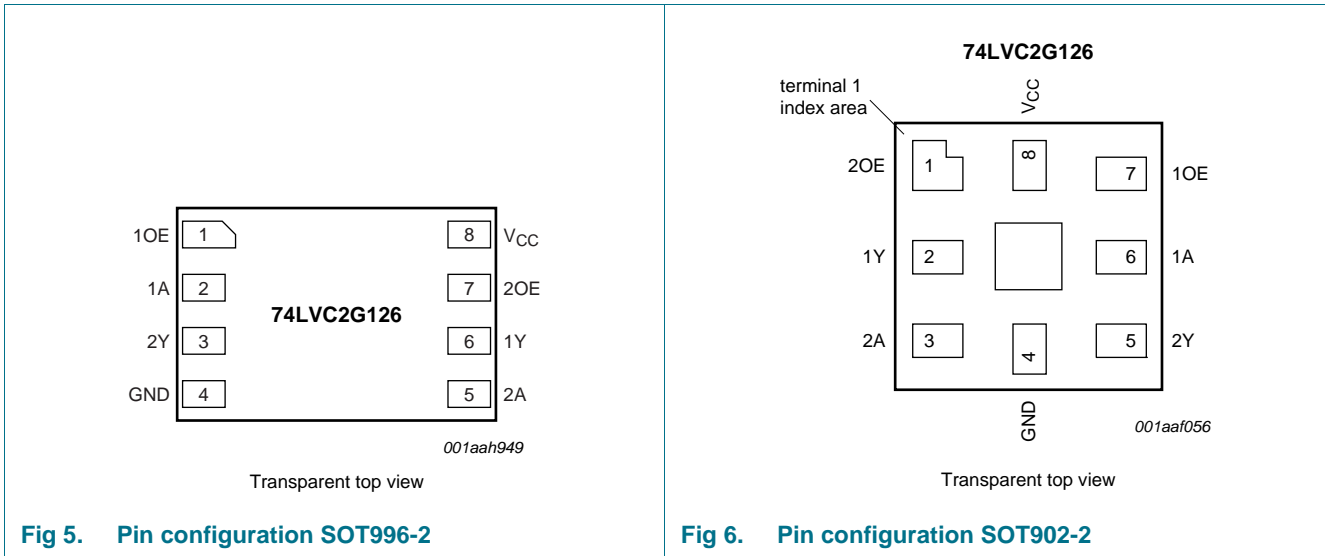 1OE 1 8 VCC
1A 2 7 2OE
74LVC2G126
2Y 3 6 1Y
GND 4 5 2A
001aah949
Transparent top view
Fig 5. Pin configuration SOT996-2
74LVC2G126
terminal 1
index area
VCC
2OE 1 8 7 1OE
1Y 2 6 1A
2A 3 4 5 2Y
GND
001aaf056
Transparent top view
Fig 6. Pin configuration SOT902-2